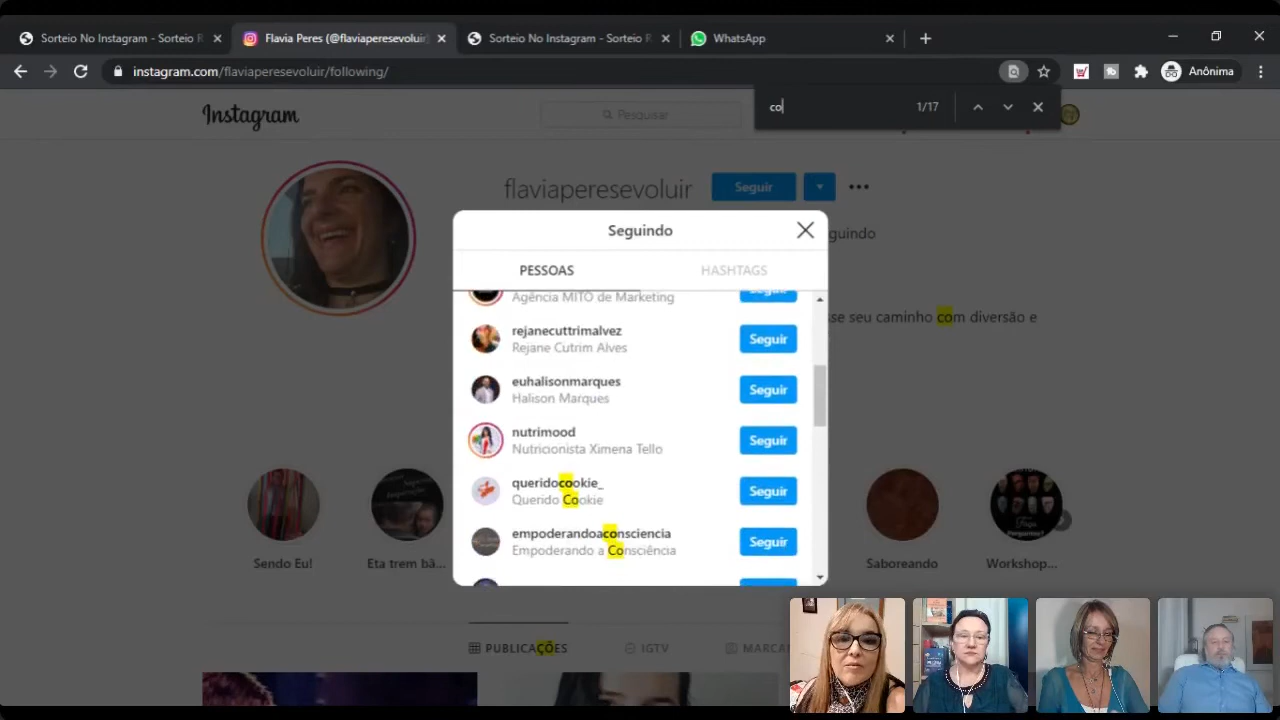 Sorteio No Instagram - Sorteio R
Flavia Peres (@flaviaperesevoluir)
Sorteio No Instagram - Sorteio R
WhatsApp
instagram.com/flaviaperesevoluir/following/
Anônima
co
1/17
Instagram
Pesquisar
flaviaperesevoluir
Seguir
guindo
Seguindo
PESSOAS
HASHTAGS
Agência MITO de Marketing
Seguir
sse seu caminho com diversão e
rejanecuttrimalvez
Rejane Cutrim Alves
Seguir
euhalisonmarques
Halison Marques
Seguir
nutrimood
Nutricionista Ximena Tello
Seguir
queridocookie_
Querido Cookie
Seguir
empoderandoaconsciencia
Empoderando a Consciência
Seguir
Sendo Eu!
Eta trem bã...
Saboreando
Workshop...
PUBLICAÇÕES
IGTV
MARCA